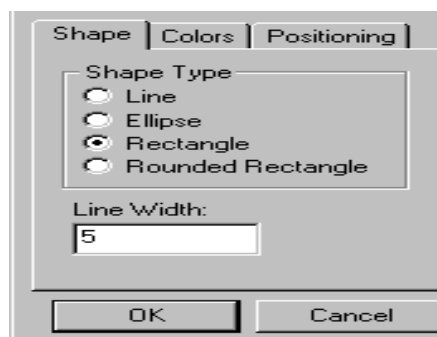 Shape Colors Positioning
Shape Type
Line
Ellipse
Rectangle
Rounded Rectangle
Line Width:
5
OK Cancel